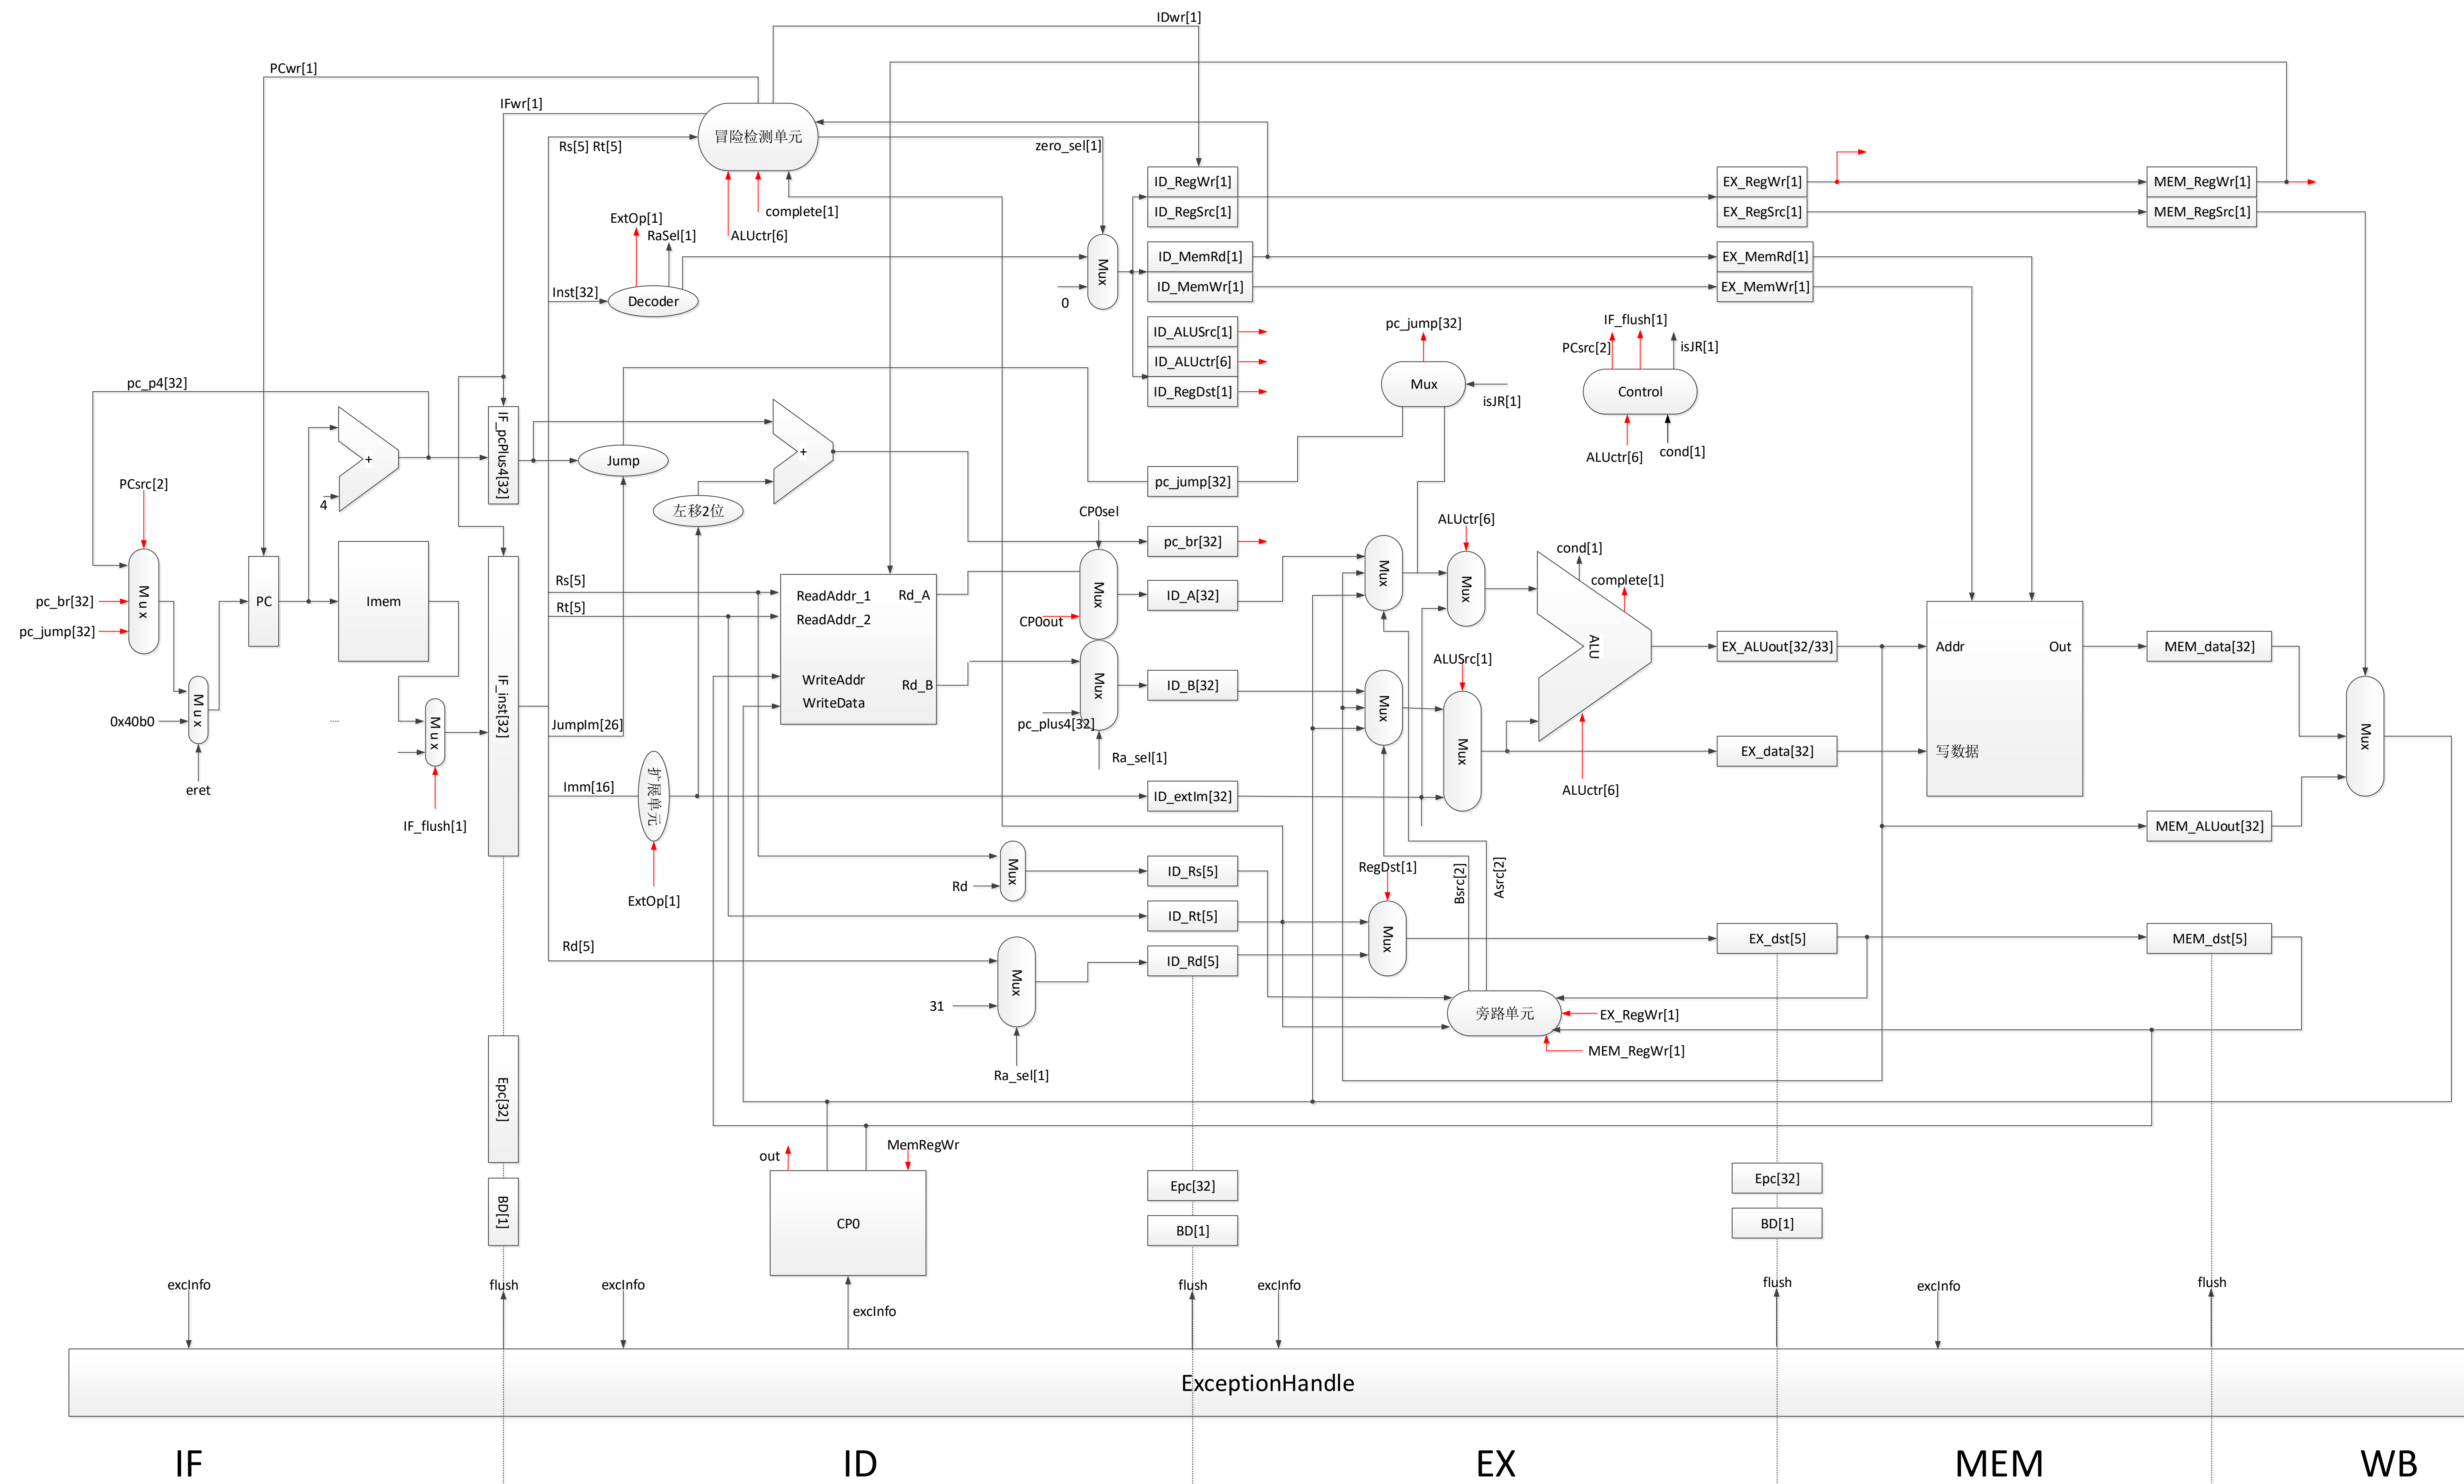 IDwr[1]
PCwr[1]
IFwr[1]
冒险检测单元
Rs[5] Rt[5]
zero_sel[1]
complete[1]
ALUctr[6]
ExtOp[1]
RaSel[1]
Inst[32]
Decoder
Mux
0
ID_RegWr[1]
ID_RegSrc[1]
ID_MemRd[1]
ID_MemWr[1]
ID_ALUSrc[1]
ID_ALUctr[6]
ID_RegDst[1]
EX_RegWr[1]
EX_RegSrc[1]
EX_MemRd[1]
EX_MemWr[1]
MEM_RegWr[1]
MEM_RegSrc[1]
pc_jump[32]
Mux
isJR[1]
IF_flush[1]
PCsrc[2]
isJR[1]
Control
ALUctr[6]
cond[1]
pc_p4[32]
+
4
IF_pcPlus4[32]
Jump
左移2位
+
pc_jump[32]
pc_br[32]
PCsrc[2]
Mux
pc_br[32]
pc_jump[32]
PC
Imem
Mux
0x40b0
eret
....
Mux
IF_flush[1]
IF_inst[32]
Rs[5]
Rt[5]
JumpIm[26]
Imm[16]
扩展单元
ExtOp[1]
Rd[5]
ReadAddr_1
ReadAddr_2
WriteAddr
WriteData
Rd_A
Rd_B
CP0sel
Mux
CP0out
Mux
pc_plus4[32]
Ra_sel[1]
ID_A[32]
ID_B[32]
ID_extIm[32]
Mux
Rd
ID_Rs[5]
ID_Rt[5]
ID_Rd[5]
Mux
31
Ra_sel[1]
Mux
Mux
ALUctr[6]
Mux
ALUSrc[1]
Mux
cond[1]
complete[1]
ALU
ALUctr[6]
RegDst[1]
Mux
Bsrc[2]
Asrc[2]
旁路单元
EX_RegWr[1]
MEM_RegWr[1]
EX_ALUout[32/33]
EX_data[32]
EX_dst[5]
Addr
Out
写数据
MEM_data[32]
MEM_ALUout[32]
MEM_dst[5]
Mux
Epc[32]
BD[1]
out
MemRegWr
CP0
Epc[32]
BD[1]
Epc[32]
BD[1]
excInfo
flush
excInfo
excInfo
flush
excInfo
flush
excInfo
flush
ExceptionHandle
IF
ID
EX
MEM
WB